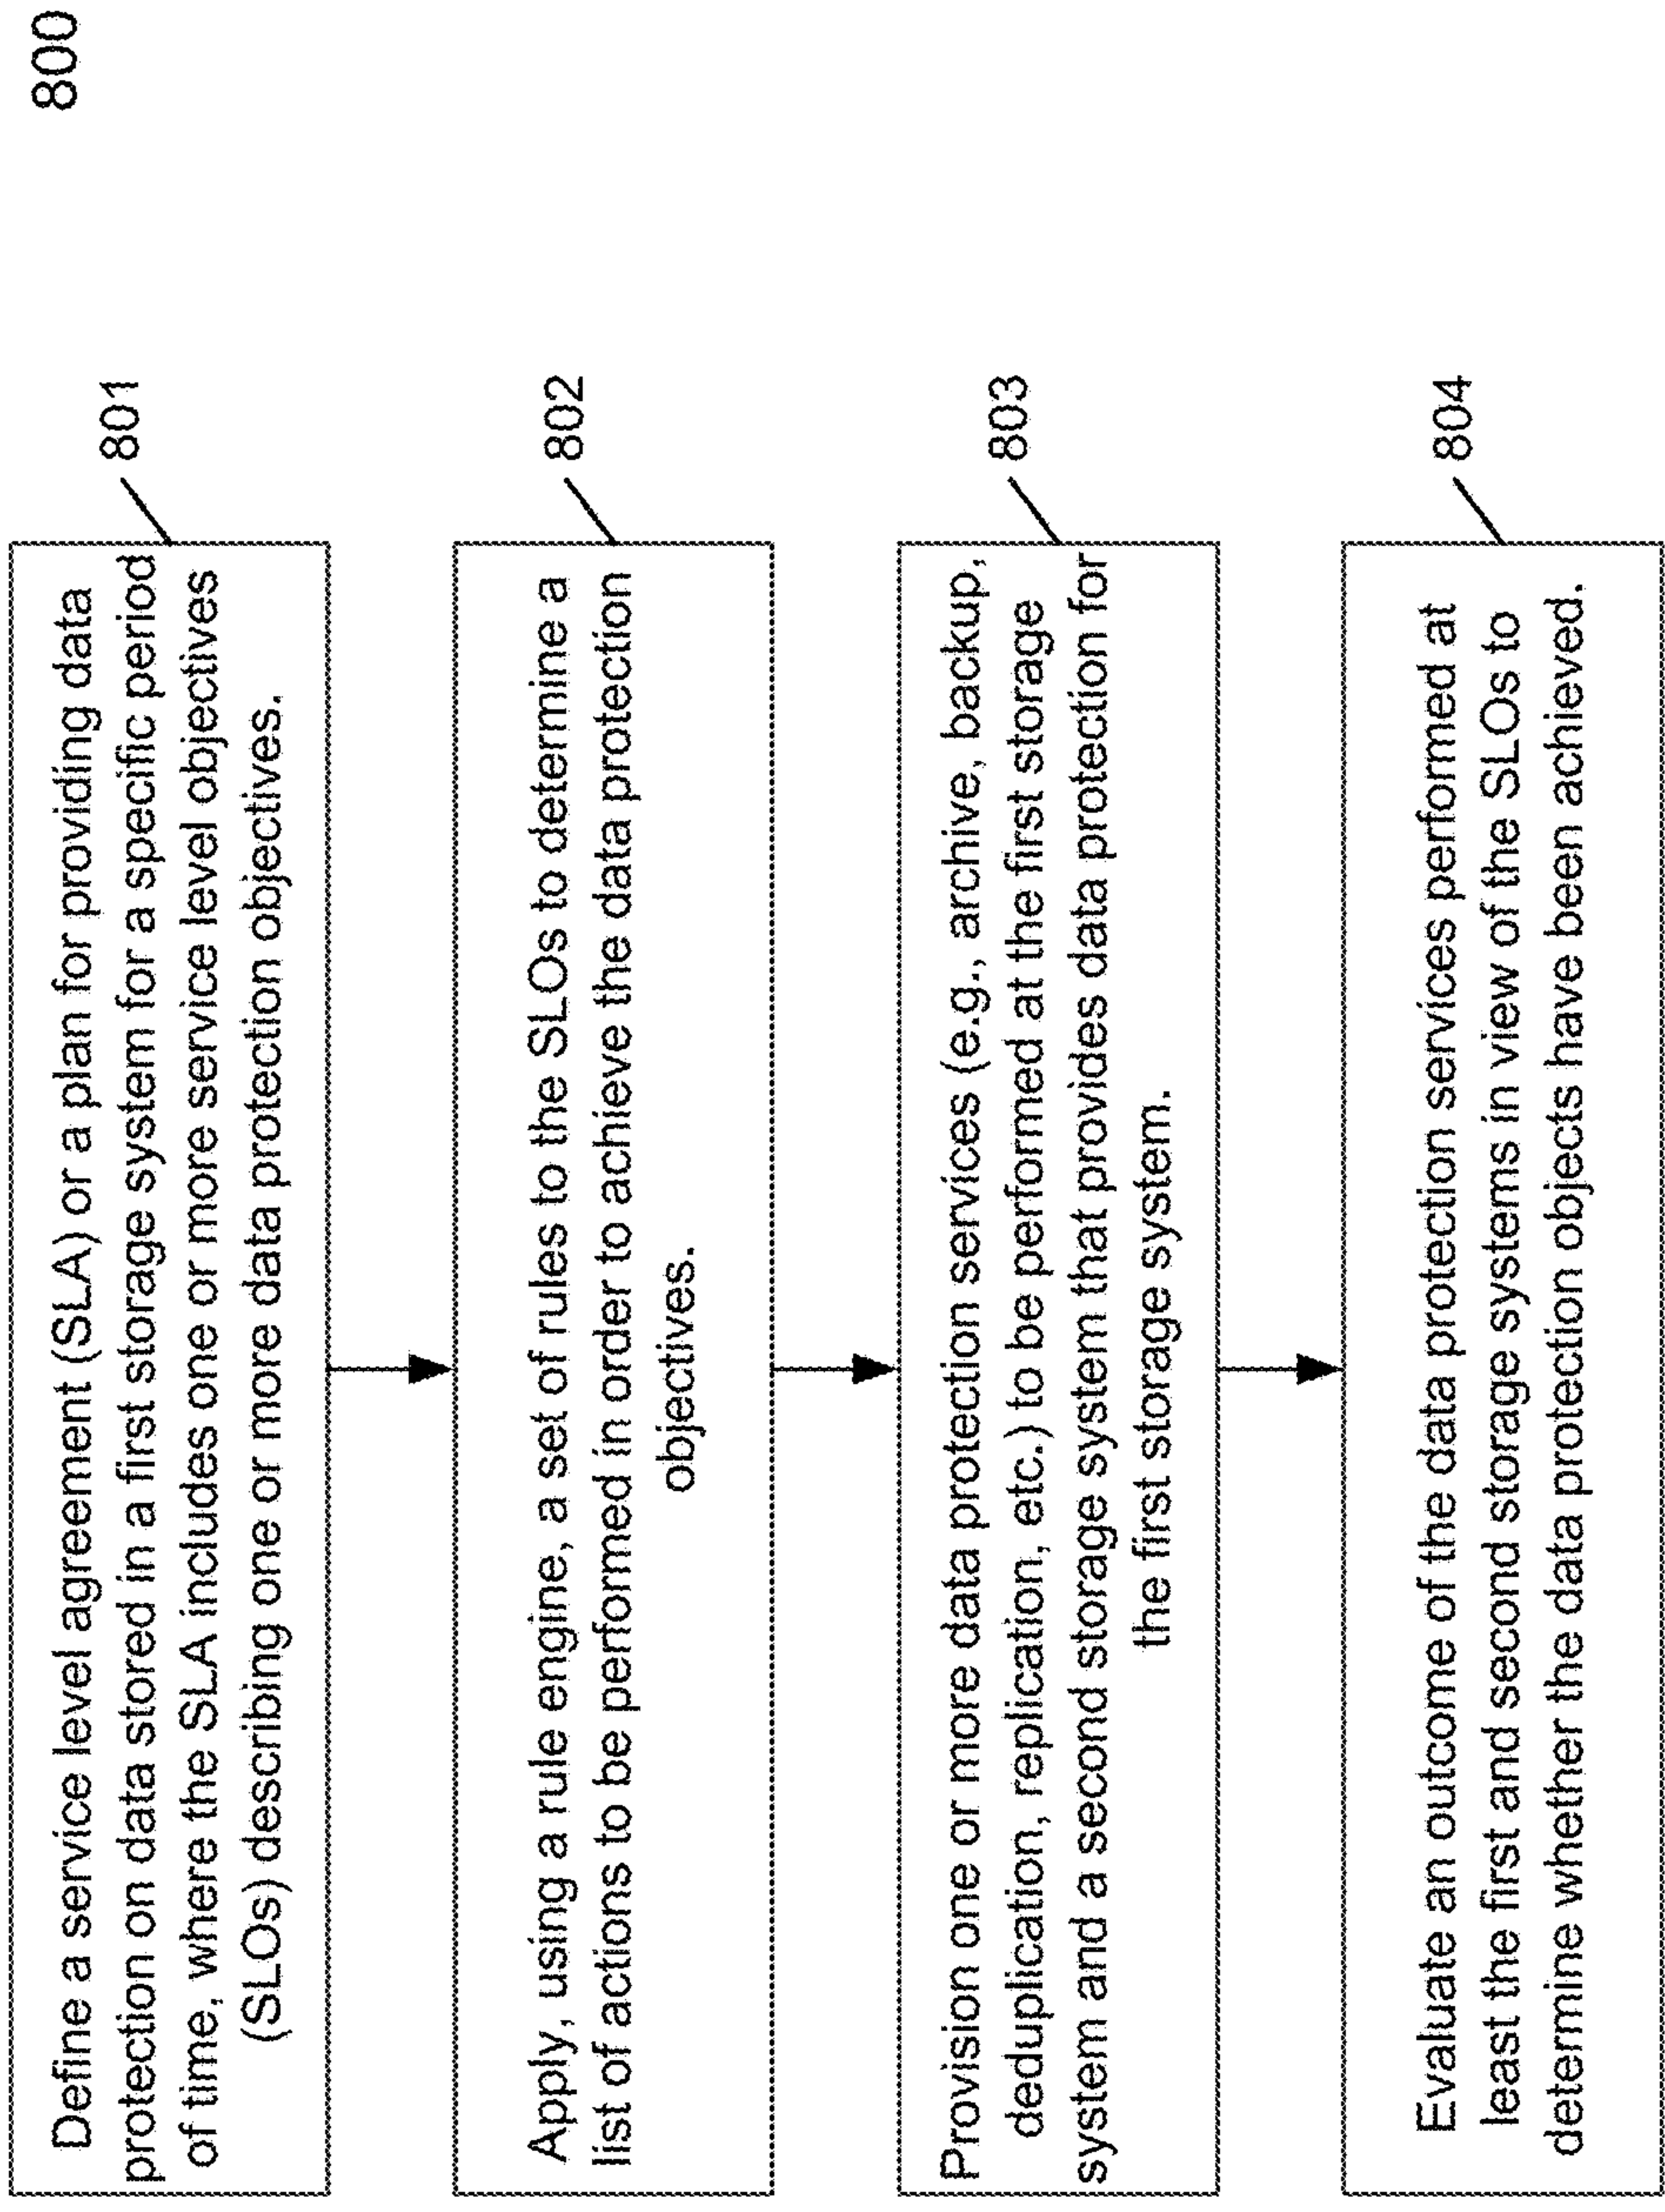 800
Define a service level agreement (SLA) or a plan for providing data
protection on data stored in a first storage system for a specific period
of time, where the SLA includes one or more service level objectives
(SLOs) describing one or more data protection objectives.
801
Apply, using a rule engine, a set of rules to the SLOs to determine a
list of actions to be performed in order to achieve the data protection
objectives.
802
Provision one or more data protection services (e.g., archive, backup,
deduplication, replication, etc.) to be performed at the first storage
system and a second storage system that provides data protection for
the first storage system.
803
Evaluate an outcome of the data protection services performed at
least the first and second storage systems in view of the SLOs to
determine whether the data protection objects have been achieved.
804